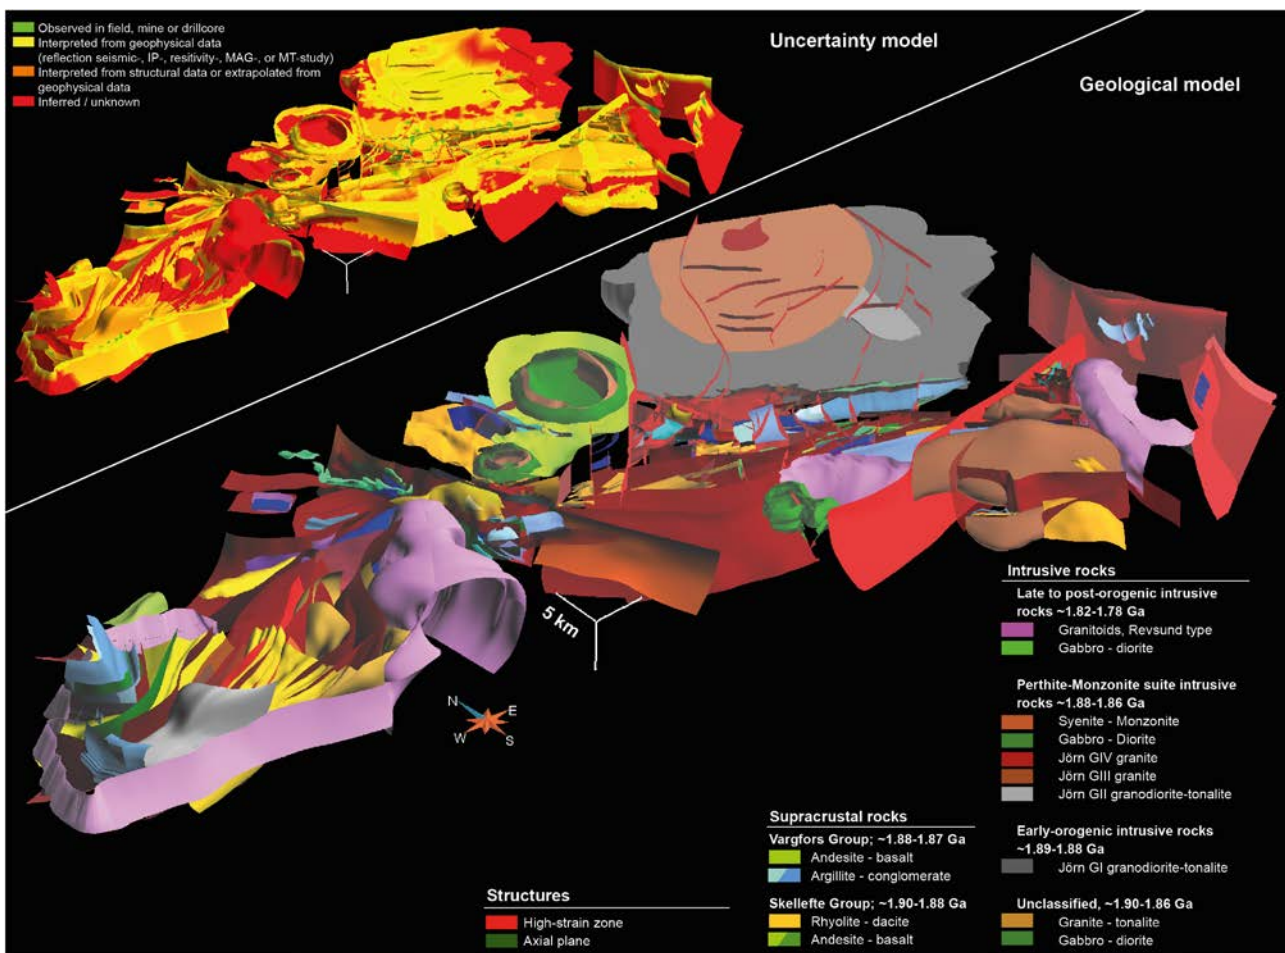 Observed in field, mine or drillcore
Interpreted from geophysical data
(reflection seismic-, IP-, resitivity-, MAG-, or MT-study)
Interpreted from structural data or extrapolated from
geophysical data
Inferred / unknown
Uncertainty model
Geological model
5 km
N
E
W
S
Structures
High-strain zone
Axial plane
Supracrustal rocks
Vargfors Group; ~1.88-1.87 Ga
Andesite - basalt
Argillite - conglomerate
Skellefte Group; ~1.90-1.88 Ga
Rhyolite - dacite
Andesite - basalt
Intrusive rocks
Late to post-orogenic intrusive
rocks ~1.82-1.78 Ga
Granitoids, Revsund type
Gabbro - diorite
Perthite-Monzonite suite intrusive
rocks ~1.88-1.86 Ga
Syenite - Monzonite
Gabbro - Diorite
Jörn GIV granite
Jörn GIII granite
Jörn GII granodiorite-tonalite
Early-orogenic intrusive rocks
~1.89-1.88 Ga
Jörn GI granodiorite-tonalite
Unclassified, ~1.90-1.86 Ga
Granite - tonalite
Gabbro - diorite